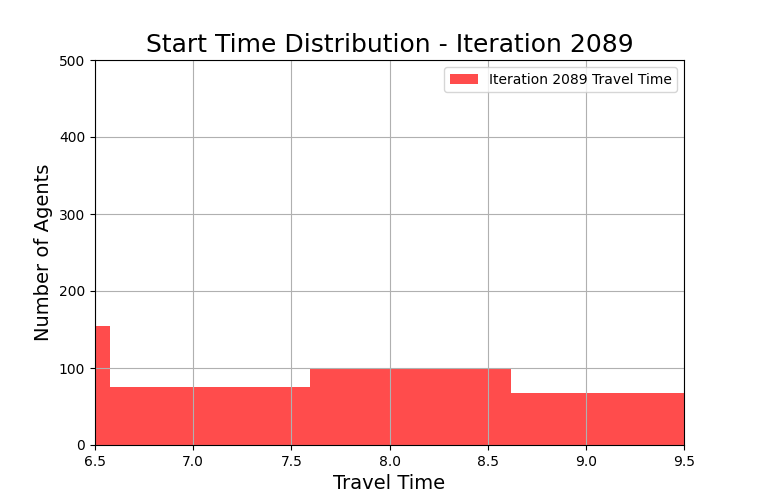 Start Time Distribution - Iteration 2089
Iteration 2089 Travel Time
Number of Agents
500
400
300
200
100
0
6.5 7.0 7.5 8.0 8.5 9.0 9.5
Travel Time